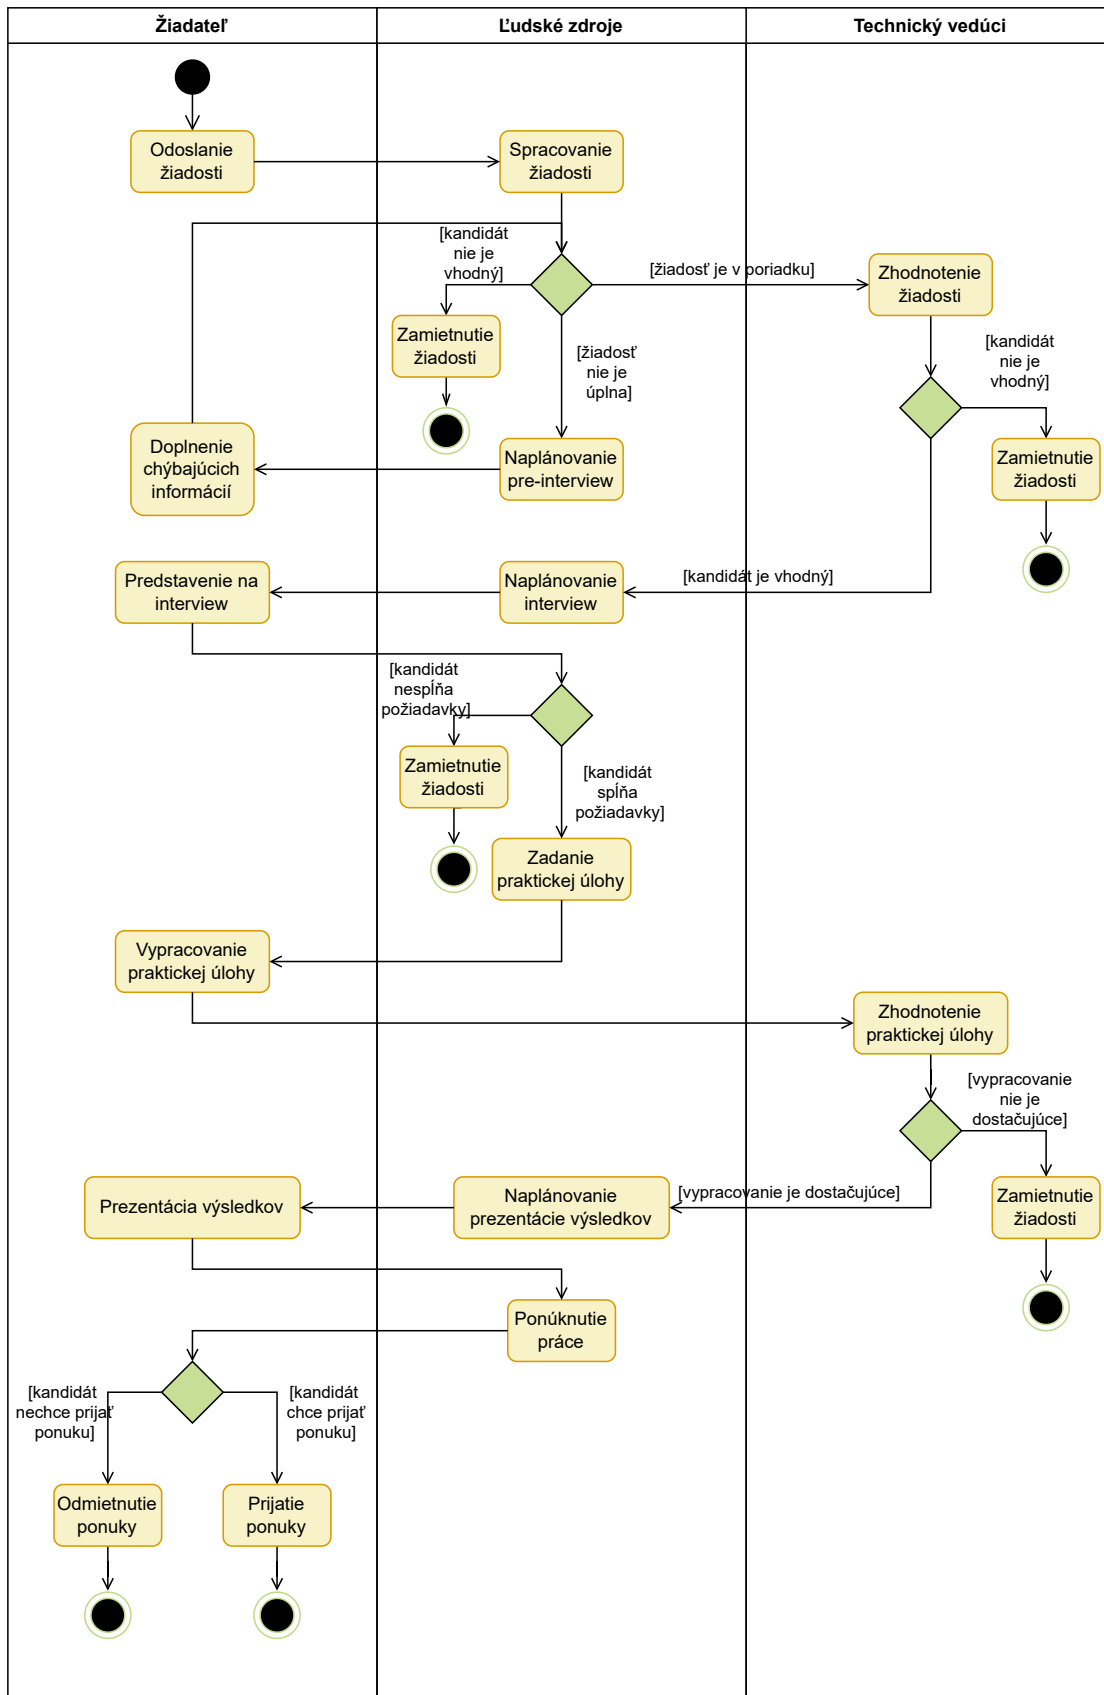 Žiadateľ
Ľudské zdroje
Technický vedúci
Odoslanie
žiadosti
Spracovanie
žiadosti
[kandidát
nie je
vhodný]
[žiadosť je v poriadku]
Zhodnotenie
žiadosti
Zamietnutie
žiadosti
[žiadosť
nie je
úplna]
[kandidát
nie je
vhodný]
Doplnenie
chýbajúcich
informácií
Naplánovanie
pre-interview
Zamietnutie
žiadosti
Predstavenie na
interview
Naplánovanie
interview
[kandidát je vhodný]
[kandidát
nespĺňa
požiadavky]
Zamietnutie
žiadosti
[kandidát
spĺňa
požiadavky]
Zadanie
praktickej úlohy
Vypracovanie
praktickej úlohy
Zhodnotenie
praktickej úlohy
[vypracovanie
nie je
dostačujúce]
Prezentácia výsledkov
Naplánovanie
prezentácie výsledkov
[vypracovanie je dostačujúce]
Zamietnutie
žiadosti
Ponúknutie
práce
[kandidát
nechce prijať
ponuku]
[kandidát
chce prijať
ponuku]
Odmietnutie
ponuky
Prijatie
ponuky